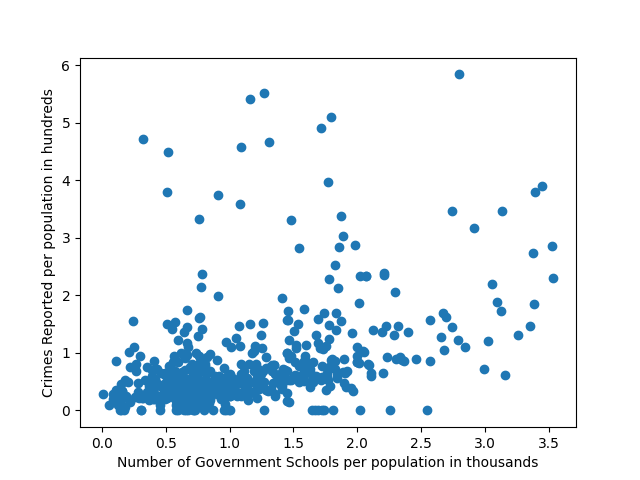 6
5
4
3
2
1
0
Crimes Reported per population in hundreds
0.0 0.5 1.0 1.5 2.0 2.5 3.0 3.5
Number of Government Schools per population in thousands